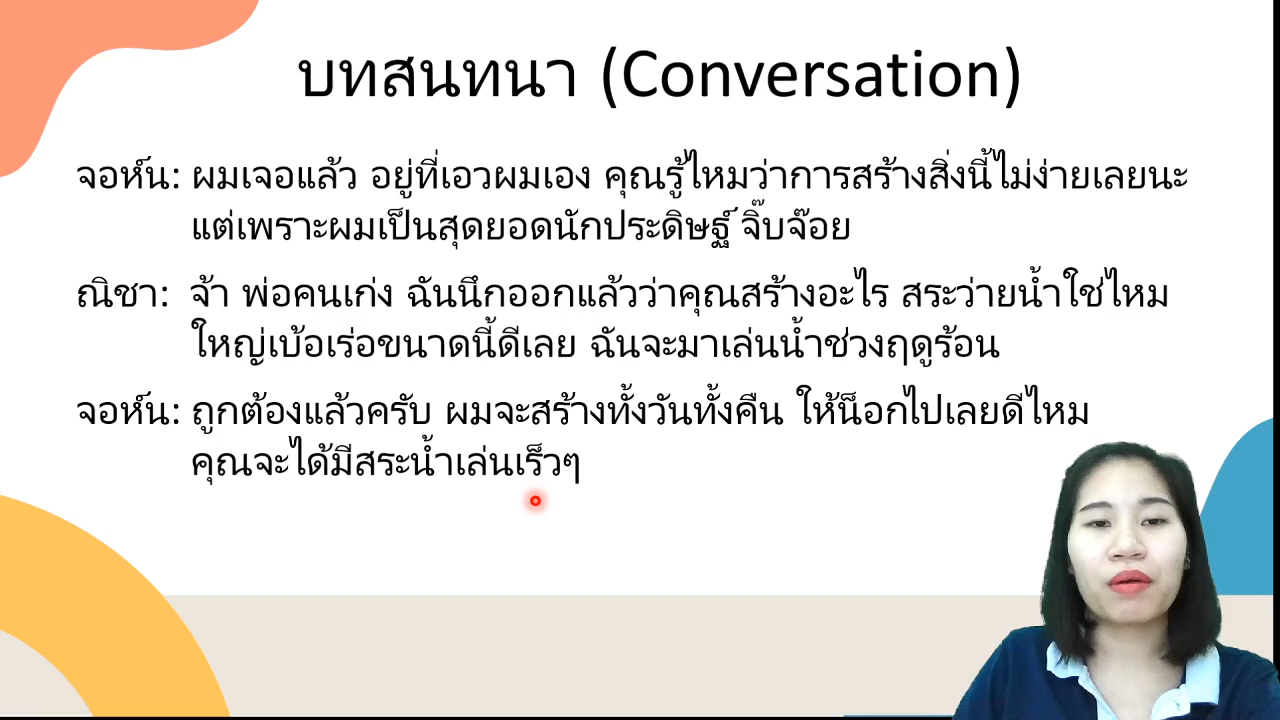 บทสนทนา (Conversation)
จอห์น: ผมเจอแล้ว อยู่ที่เอวผมเอง คุณรู้ไหมว่าการสร้างสิ่งนี้ไม่ง่ายเลยนะ
แต่เพราะผมเป็นสุดยอดนักประดิษฐ์ จิ๊บจ๊อย
ณิชา: จ้า พ่อคนเก่ง ฉันนึกออกแล้วว่าคุณสร้างอะไร สระว่ายน้ำใช่ไหม
ใหญ่เบ้อเร่อขนาดนี้ดีเลย ฉันจะมาเล่นน้ำช่วงฤดูร้อน
จอห์น: ถูกต้องแล้วครับ ผมจะสร้างทั้งวันทั้งคืน ให้น็อกไปเลยดีไหม
คุณจะได้มีสระน้ำเล่นเร็วๆ